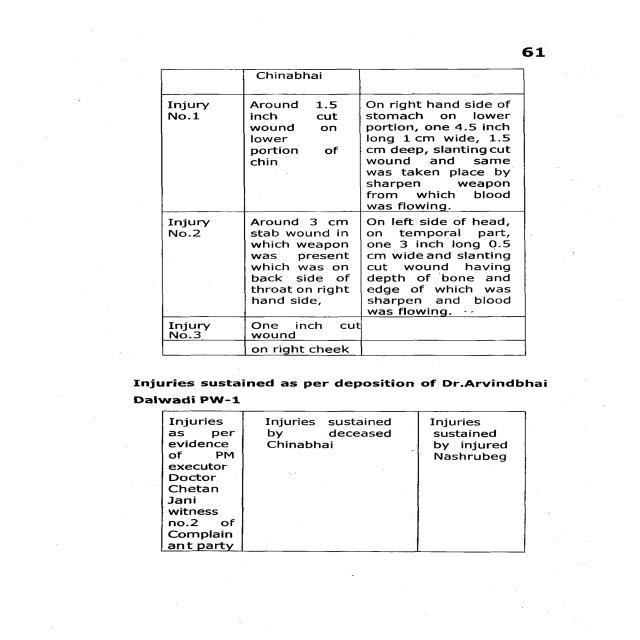 61
Chinabhai
Injury
No.1
Around 1.5
inch cut
wound on
lower
portion of
chin
On right hand side of
stomach on lower
portion, one 4.5 inch
long 1 cm wide, 1.5
cm deep, slanting cut
wound and same
was taken place by
sharpen weapon
from which blood
was flowing.
Injury
No.2
Around 3 cm
stab wound in
which weapon
was present
which was on
back side of
throat on right
hand side,
On left side of head,
on temporal part,
one 3 inch long 0.5
cm wide and slanting
cut wound having
depth of bone and
edge of which was
sharpen and blood
was flowing.
Injury
No.3
One inch cut
wound
on right cheek
Injuries sustained as per deposition of Dr.Arvindbhai
Dalwadi PW-1
Injuries
as per
evidence
of PM
executor
Doctor
Chetan
Jani
witness
no.2 of
Complain
ant party
Injuries sustained
by deceased
Chinabhai
Injuries
sustained
by injured
Nashrubeg